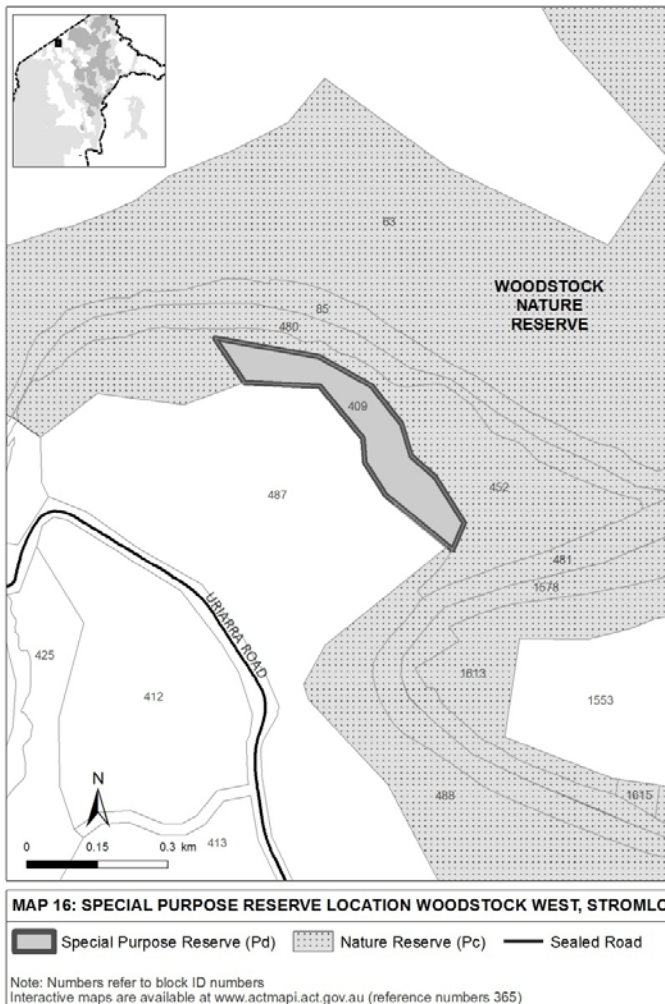 63
WOODSTOCK
NATURE
RESERVE
85
480
409
487
452
481
1578
URIARRA ROAD
425
412
1613
1553
N
488
1615
0 0.15 0.3 km
413
MAP 16: SPECIAL PURPOSE RESERVE LOCATION WOODSTOCK WEST, STROMLO
Special Purpose Reserve (Pd) Nature Reserve (Pc) Sealed Road
Note: Numbers refer to block ID numbers
Interactive maps are available at www.actmapi.act.gov.au (reference numbers 365)